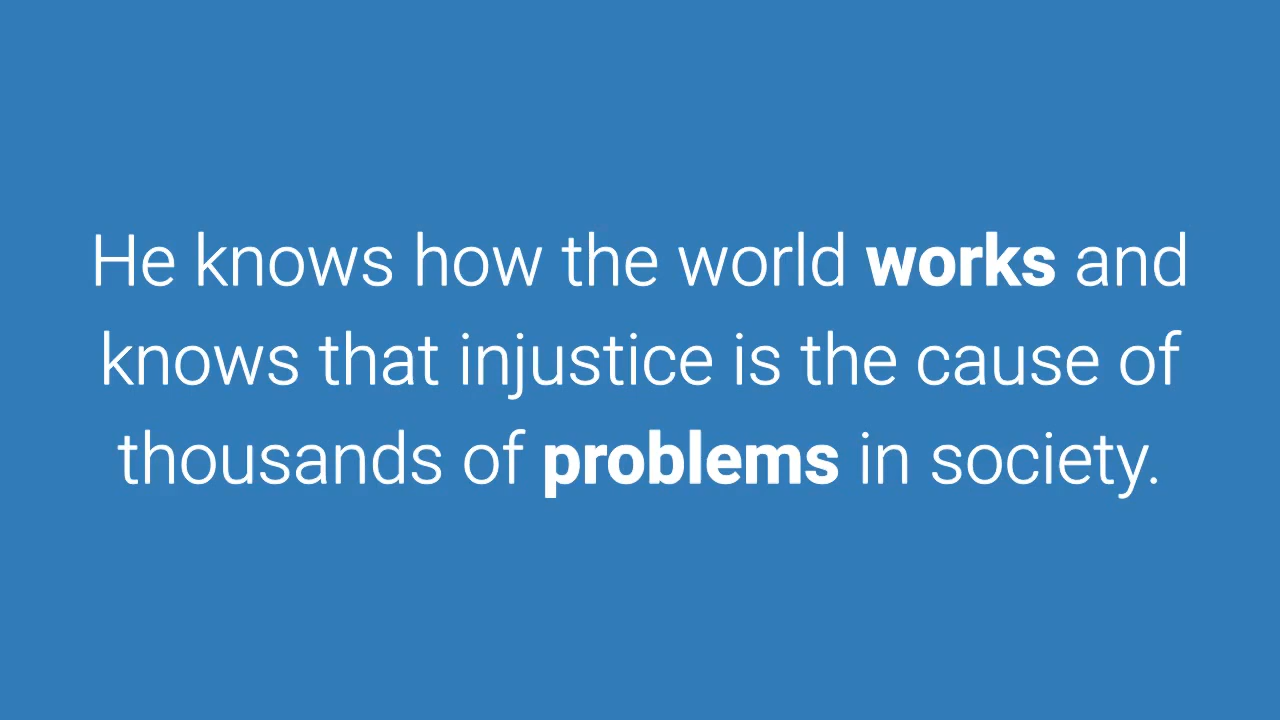 He knows how the world works and
knows that injustice is the cause of
thousands of problems in society.